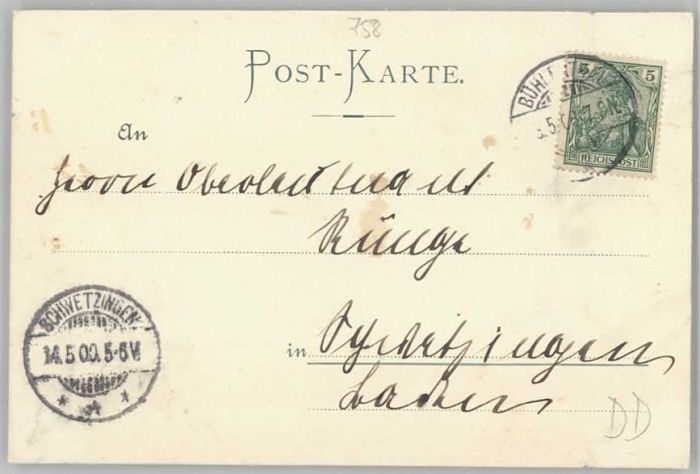 758
POST-KARTE.
5 5
REICHSPOST
An
Herrn
Runge
SCHWETZINGEN
14.5.00.5-6V
in Schwetzingen
Baden
DD